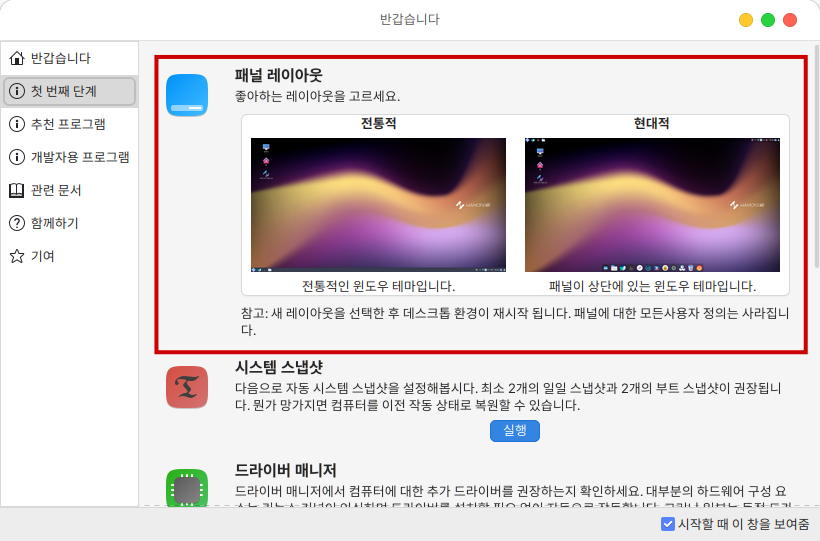 반갑습니다
반갑습니다
첫 번째 단계
추천 프로그램
개발자용 프로그램
관련 문서
함께하기
기여
패널 레이아웃
좋아하는 레이아웃을 고르세요.
전통적
현대적
전통적인 윈도우 테마입니다.
패널이 상단에 있는 윈도우 테마입니다.
참고: 새 레이아웃을 선택한 후 데스크톱 환경이 재시작 됩니다. 패널에 대한 모든사용자 정의는 사라집니
다.
시스템 스냅샷
다음으로 자동 시스템 스냅샷을 설정해봅시다. 최소 2개의 일일 스냅샷과 2개의 부트 스냅샷이 권장됩니
다. 뭔가 망가지면 컴퓨터를 이전 작동 상태로 복원할 수 있습니다.
실행
드라이버 매니저
드라이버 매니저에서 컴퓨터에 대한 추가 드라이버를 권장하는지 확인하세요. 대부분의 하드웨어 구성 요
시작할 때 이 창을 보여줌